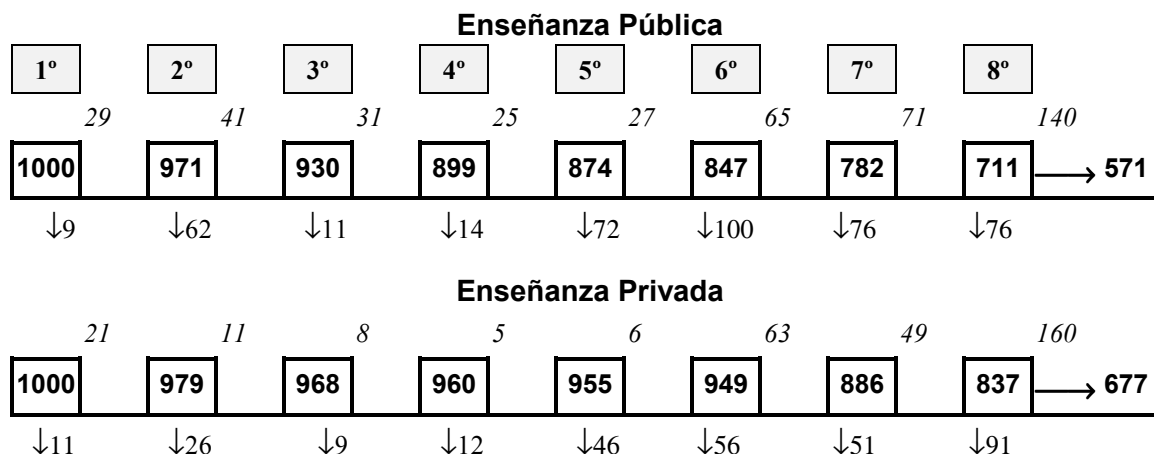 Enseñanza Pública
1º 2º 3º 4º 5º 6º 7º 8º
29 41 31 25 27 65 71 140
1000 971 930 899 874 847 782 711 → 571
↓9 ↓62 ↓11 ↓14 ↓72 ↓100 ↓76 ↓76
Enseñanza Privada
21 11 8 5 6 63 49 160
1000 979 968 960 955 949 886 837 → 677
↓11 ↓26 ↓9 ↓12 ↓46 ↓56 ↓51 ↓91